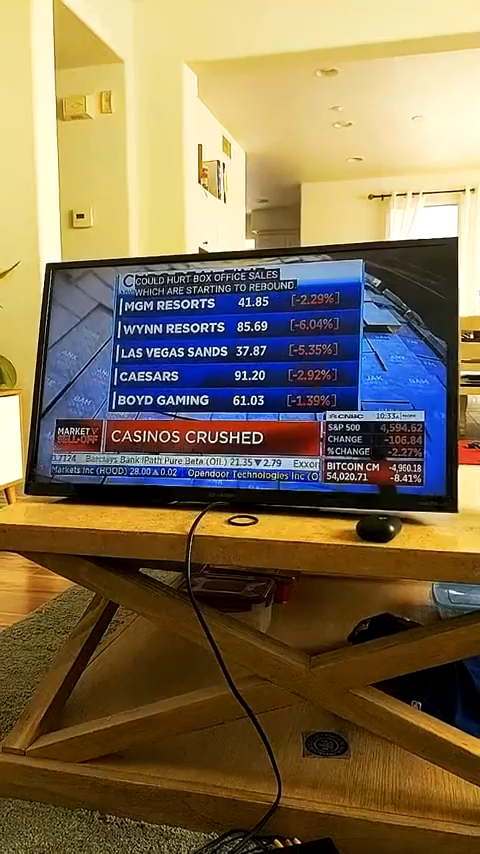 COULD HURT BOX OFFICE SALES
WHICH ARE STARTING TO REBOUND.
MGM RESORTS 41.85 [-2.29%]
WYNN RESORTS 85.69 [-6.04%]
LAS VEGAS SANDS 37.87 [-5.35%]
CAESARS 91.20 [-2.92%]
BOYD GAMING 61.03 [-1.39%]
MARKET
SELL-OFF
CASINOS CRUSHED
CNBC 10:33A
S&P 500 4,594.62
CHANGE -106.84
%CHANGE -2.27%
BITCOIN CM -4,960.18
54,020.71 -8.41%
Barclays Bank iPath Pure Beta (OIL) 21.35 ▼ 2.79 Exxon
Markets Inc (HOOD) 28.00 ▲ 0.02 Opendoor Technologies Inc (O